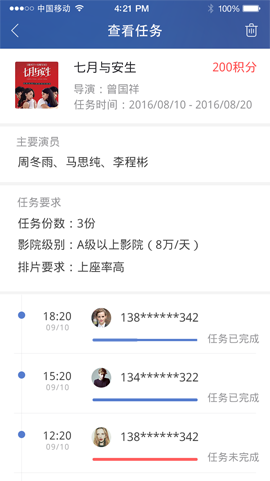 中国移动
4:21 PM
100%
查看任务
七月与安生
七月与安生
200积分
导演：曾国祥
任务时间：2016/08/10 - 2016/08/20
主要演员
周冬雨、马思纯、李程彬
任务要求
任务份数：3份
影院级别：A级以上影院（8万/天）
排片要求：上座率高
18:20
09/10
138******342
任务已完成
15:20
09/10
134******322
任务已完成
12:20
09/10
138******342
任务未完成